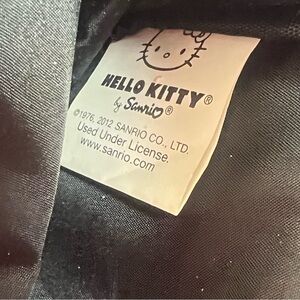 HELLO KITTY®
by Sanrio®
©1976, 2012 SANRIO CO., LTD.
Used Under License.
www.sanrio.com